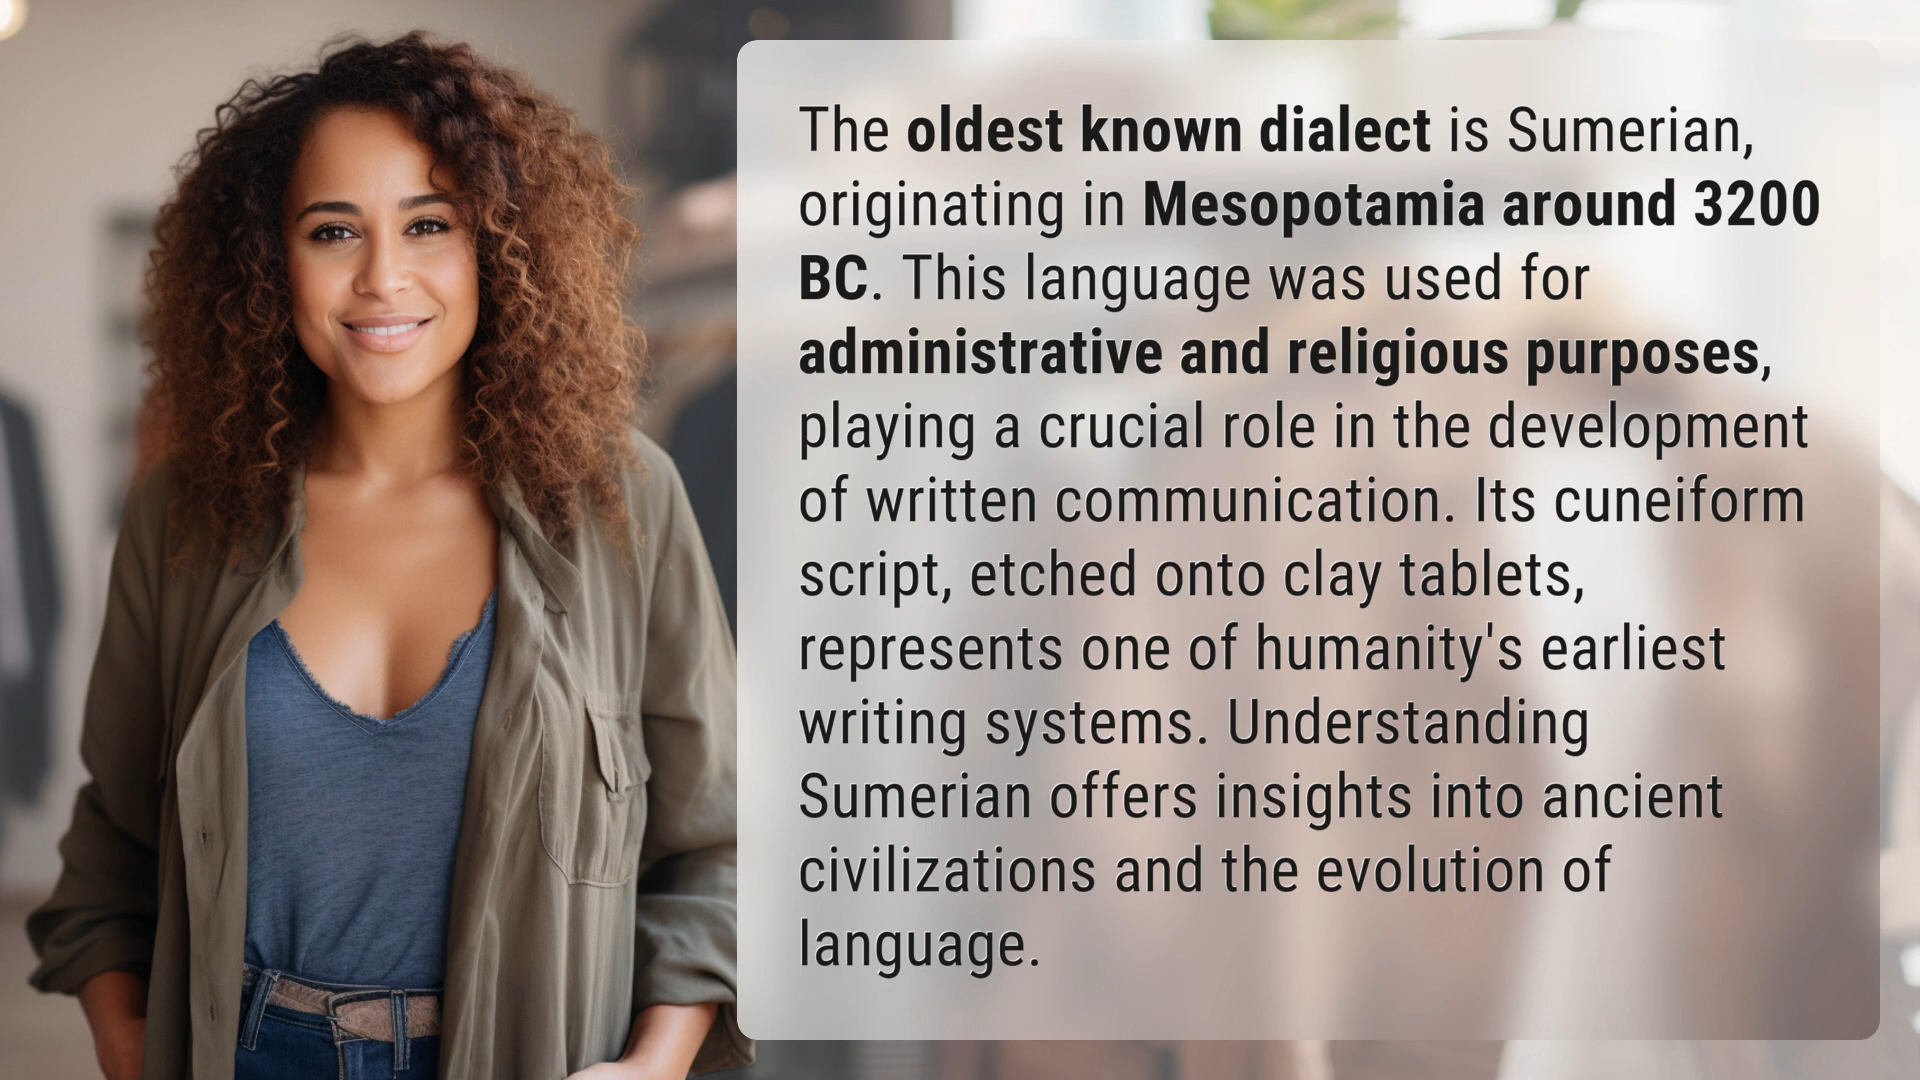 The oldest known dialect is Sumerian,
originating in Mesopotamia around 3200
BC. This language was used for
administrative and religious purposes,
playing a crucial role in the development
of written communication. Its cuneiform
script, etched onto clay tablets,
represents one of humanity's earliest
writing systems. Understanding
Sumerian offers insights into ancient
civilizations and the evolution of
language.